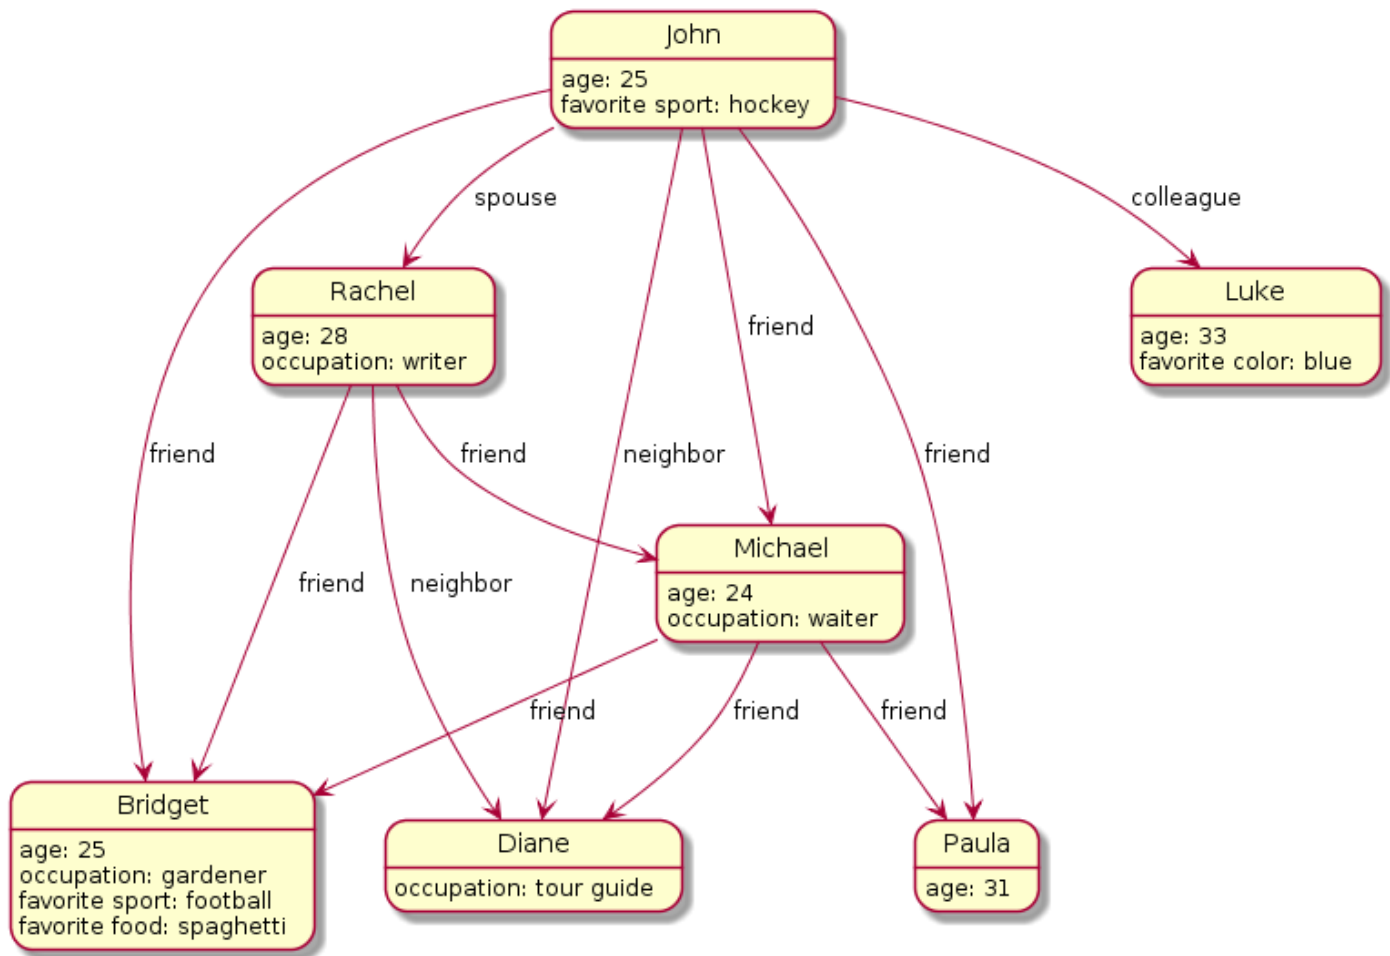 John
age: 25
favorite sport: hockey
spouse
colleague
Rachel
age: 28
occupation: writer
friend
Luke
age: 33
favorite color: blue
friend
friend
neighbor
friend
Michael
age: 24
occupation: waiter
friend
neighbor
friend
friend
friend
Bridget
age: 25
occupation: gardener
favorite sport: football
favorite food: spaghetti
Diane
occupation: tour guide
Paula
age: 31